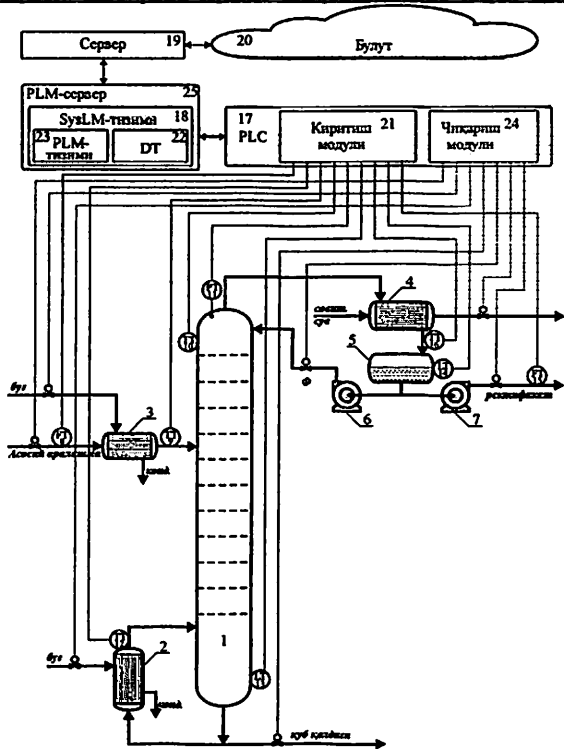 Сервер 19
20 Булут
PLM-сервер 25
SysLM-тизими 18
23 PLM-тизими
DT 22
17 PLC
Киритиш 21
модули
Чиқариш 24
модули
4
совит.
сув
5
Ф
6
7
ректификат
буғ
3
Асосий аралашма
конд.
1
буғ
2
конд.
куб қолдиғи